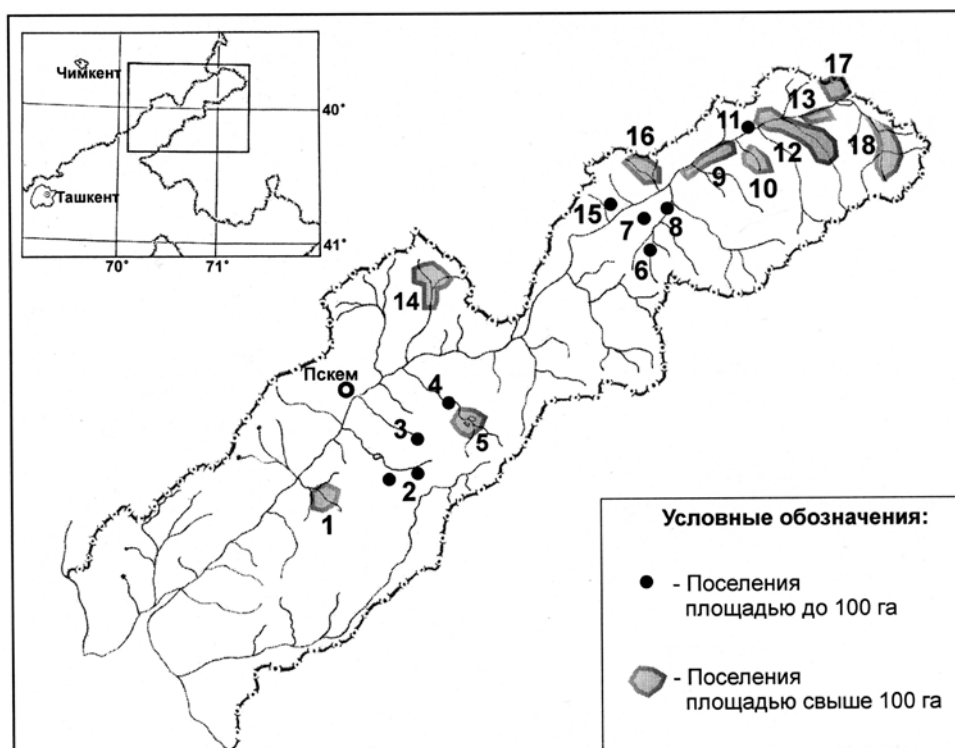 Чимкент
40°
Ташкент
41°
70°
71°
17
13
11
16
18
12
9
10
15
7
8
6
14
Пскем
4
3
5
2
1
Условные обозначения:
- Поселения
площадью до 100 га
- Поселения
площадью свыше 100 га